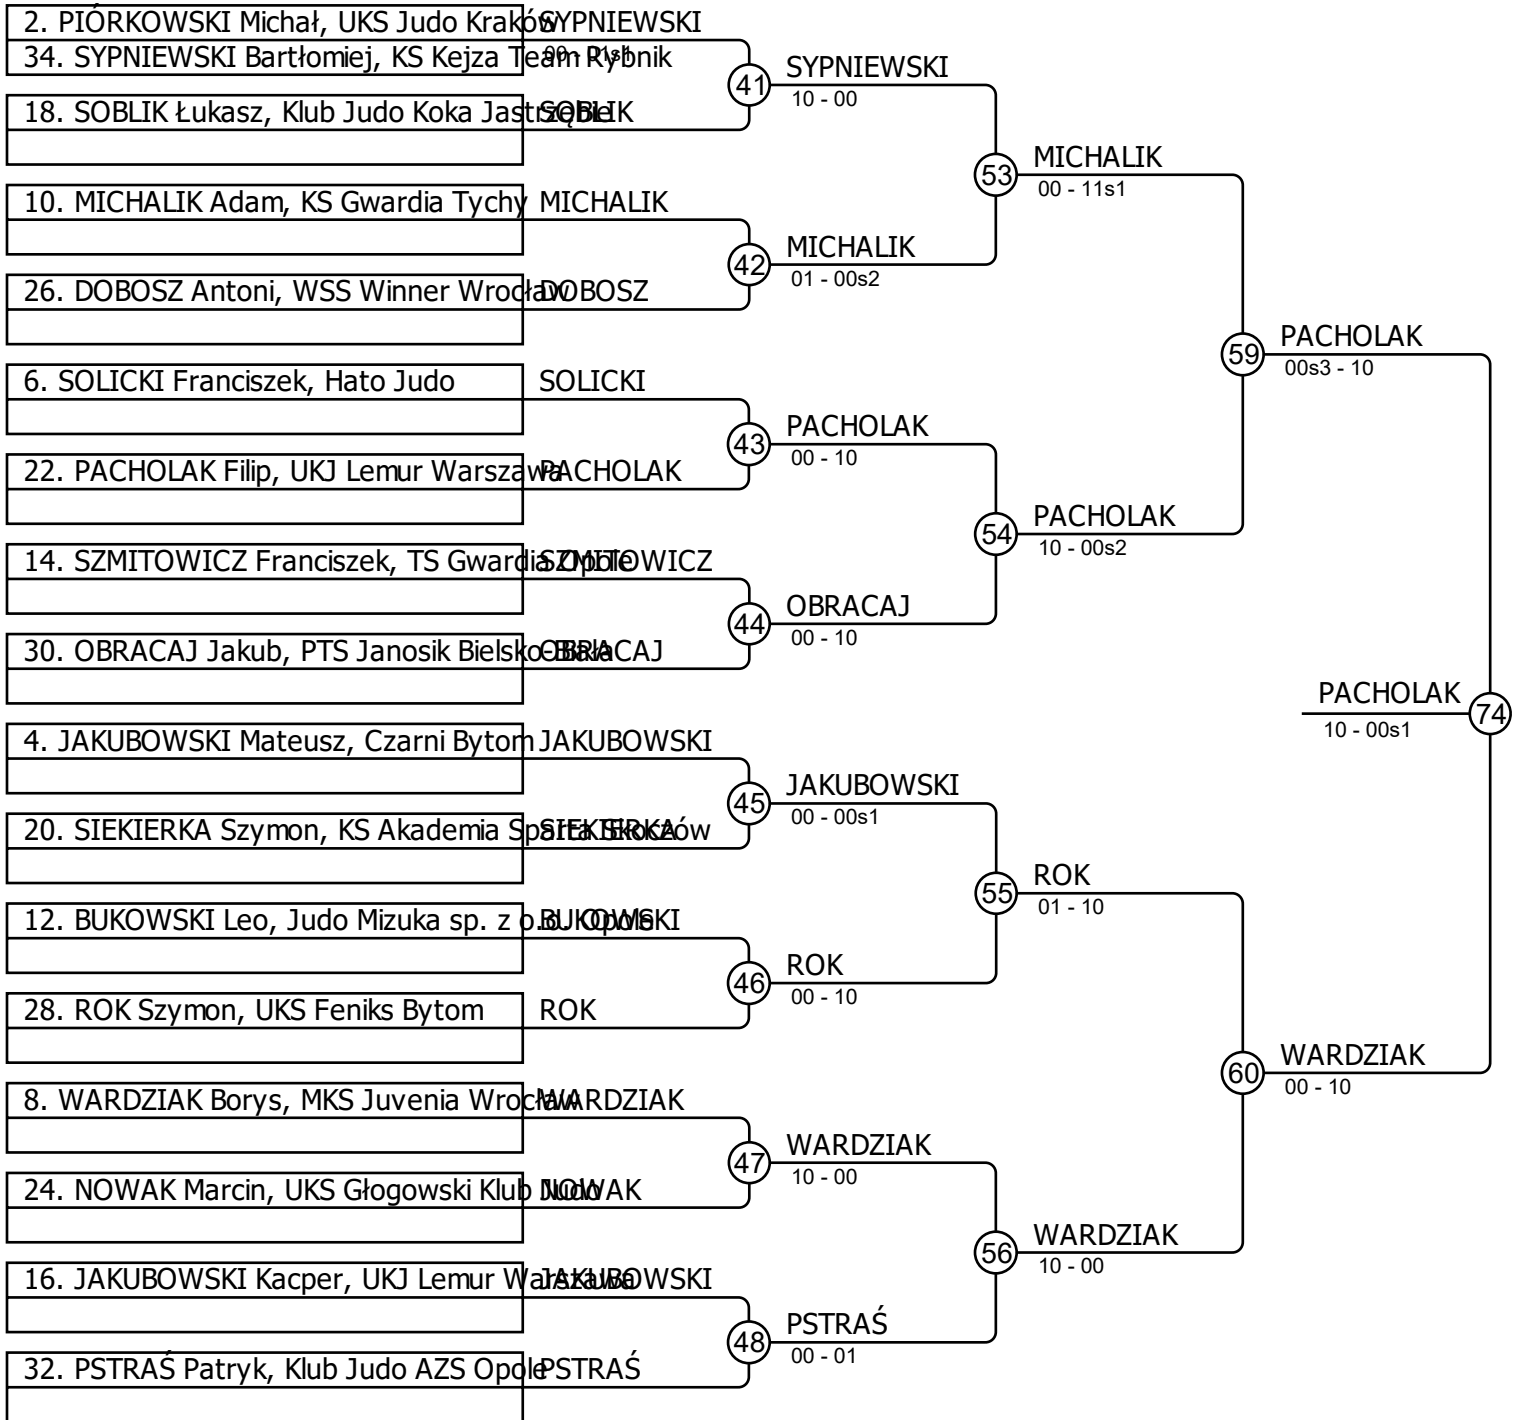 2. PIÓRKOWSKI Michał, UKS Judo Kraków
SYPNIEWSKI
34. SYPNIEWSKI Bartłomiej, KS Kejza Team Rybnik
41
SYPNIEWSKI
10 - 00
18. SOBLIK Łukasz, Klub Judo Koka Jastrzębie
SOBLIK
53
MICHALIK
00 - 11s1
10. MICHALIK Adam, KS Gwardia Tychy
MICHALIK
42
MICHALIK
01 - 00s2
26. DOBOSZ Antoni, WSS Winner Wrocław
DOBOSZ
59
PACHOLAK
00s3 - 10
6. SOLICKI Franciszek, Hato Judo
SOLICKI
43
PACHOLAK
00 - 10
22. PACHOLAK Filip, UKJ Lemur Warszawa
PACHOLAK
54
PACHOLAK
10 - 00s2
14. SZMITOWICZ Franciszek, TS Gwardia Opole
SZMITOWICZ
44
OBRACAJ
00 - 10
30. OBRACAJ Jakub, PTS Janosik Bielsko-Biała
OBRACAJ
PACHOLAK
74
10 - 00s1
4. JAKUBOWSKI Mateusz, Czarni Bytom
JAKUBOWSKI
45
JAKUBOWSKI
00 - 00s1
20. SIEKIERKA Szymon, KS Akademia Sparta Skoczów
SIEKIERKA
55
ROK
01 - 10
12. BUKOWSKI Leo, Judo Mizuka sp. z o.o. Opole
BUKOWSKI
46
ROK
00 - 10
28. ROK Szymon, UKS Feniks Bytom
ROK
60
WARDZIAK
00 - 10
8. WARDZIAK Borys, MKS Juvenia Wrocław
WARDZIAK
47
WARDZIAK
10 - 00
24. NOWAK Marcin, UKS Głogowski Klub Judo
NOWAK
56
WARDZIAK
10 - 00
16. JAKUBOWSKI Kacper, UKJ Lemur Warszawa
JAKUBOWSKI
48
PSTRAŚ
00 - 01
32. PSTRAŚ Patryk, Klub Judo AZS Opole
PSTRAŚ